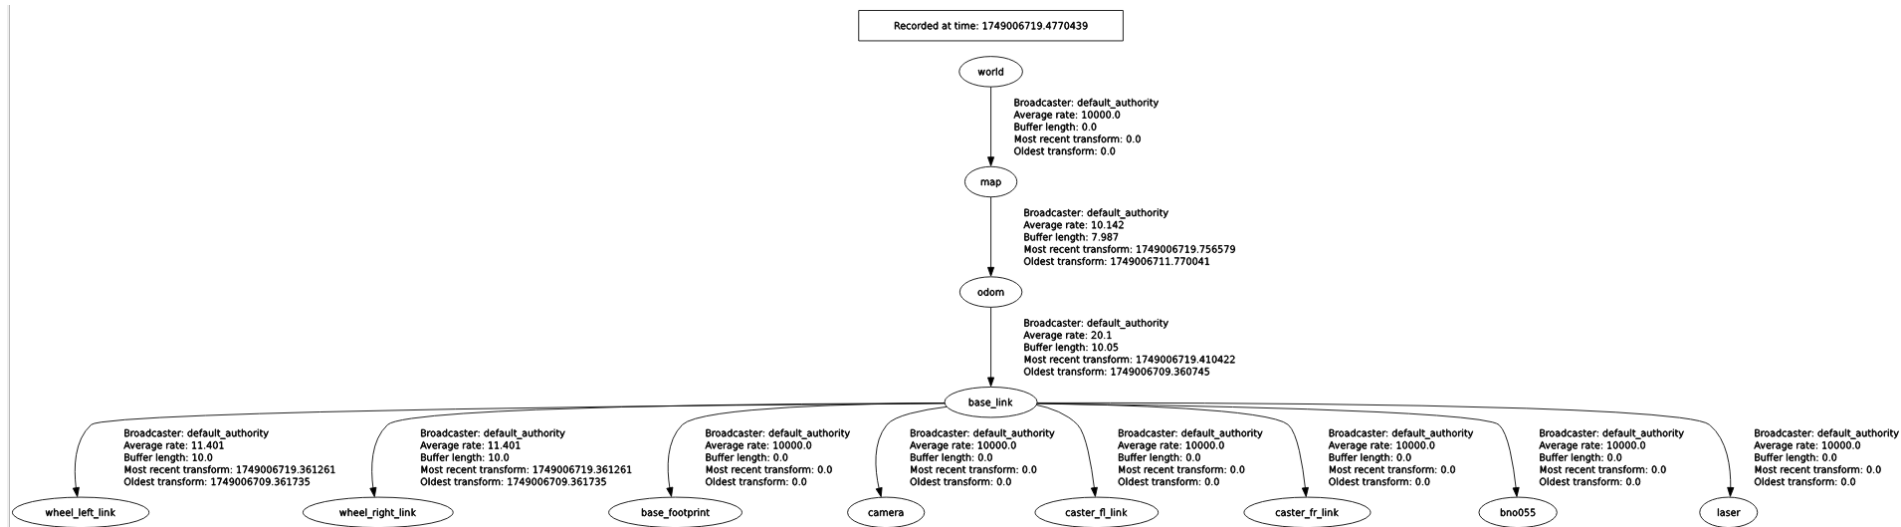 Recorded at time: 1749006719.4770439
world
Broadcaster: default_authority
Average rate: 10000.0
Buffer length: 0.0
Most recent transform: 0.0
Oldest transform: 0.0
map
Broadcaster: default_authority
Average rate: 10.142
Buffer length: 7.987
Most recent transform: 1749006719.756579
Oldest transform: 1749006711.770041
odom
Broadcaster: default_authority
Average rate: 20.1
Buffer length: 10.05
Most recent transform: 1749006719.410422
Oldest transform: 1749006709.360745
base_link
Broadcaster: default_authority
Average rate: 11.401
Buffer length: 10.0
Most recent transform: 1749006719.361261
Oldest transform: 1749006709.361735
wheel_left_link
Broadcaster: default_authority
Average rate: 11.401
Buffer length: 10.0
Most recent transform: 1749006719.361261
Oldest transform: 1749006709.361735
wheel_right_link
Broadcaster: default_authority
Average rate: 10000.0
Buffer length: 0.0
Most recent transform: 0.0
Oldest transform: 0.0
base_footprint
Broadcaster: default_authority
Average rate: 10000.0
Buffer length: 0.0
Most recent transform: 0.0
Oldest transform: 0.0
camera
Broadcaster: default_authority
Average rate: 10000.0
Buffer length: 0.0
Most recent transform: 0.0
Oldest transform: 0.0
caster_fl_link
Broadcaster: default_authority
Average rate: 10000.0
Buffer length: 0.0
Most recent transform: 0.0
Oldest transform: 0.0
caster_fr_link
Broadcaster: default_authority
Average rate: 10000.0
Buffer length: 0.0
Most recent transform: 0.0
Oldest transform: 0.0
bno055
Broadcaster: default_authority
Average rate: 10000.0
Buffer length: 0.0
Most recent transform: 0.0
Oldest transform: 0.0
laser